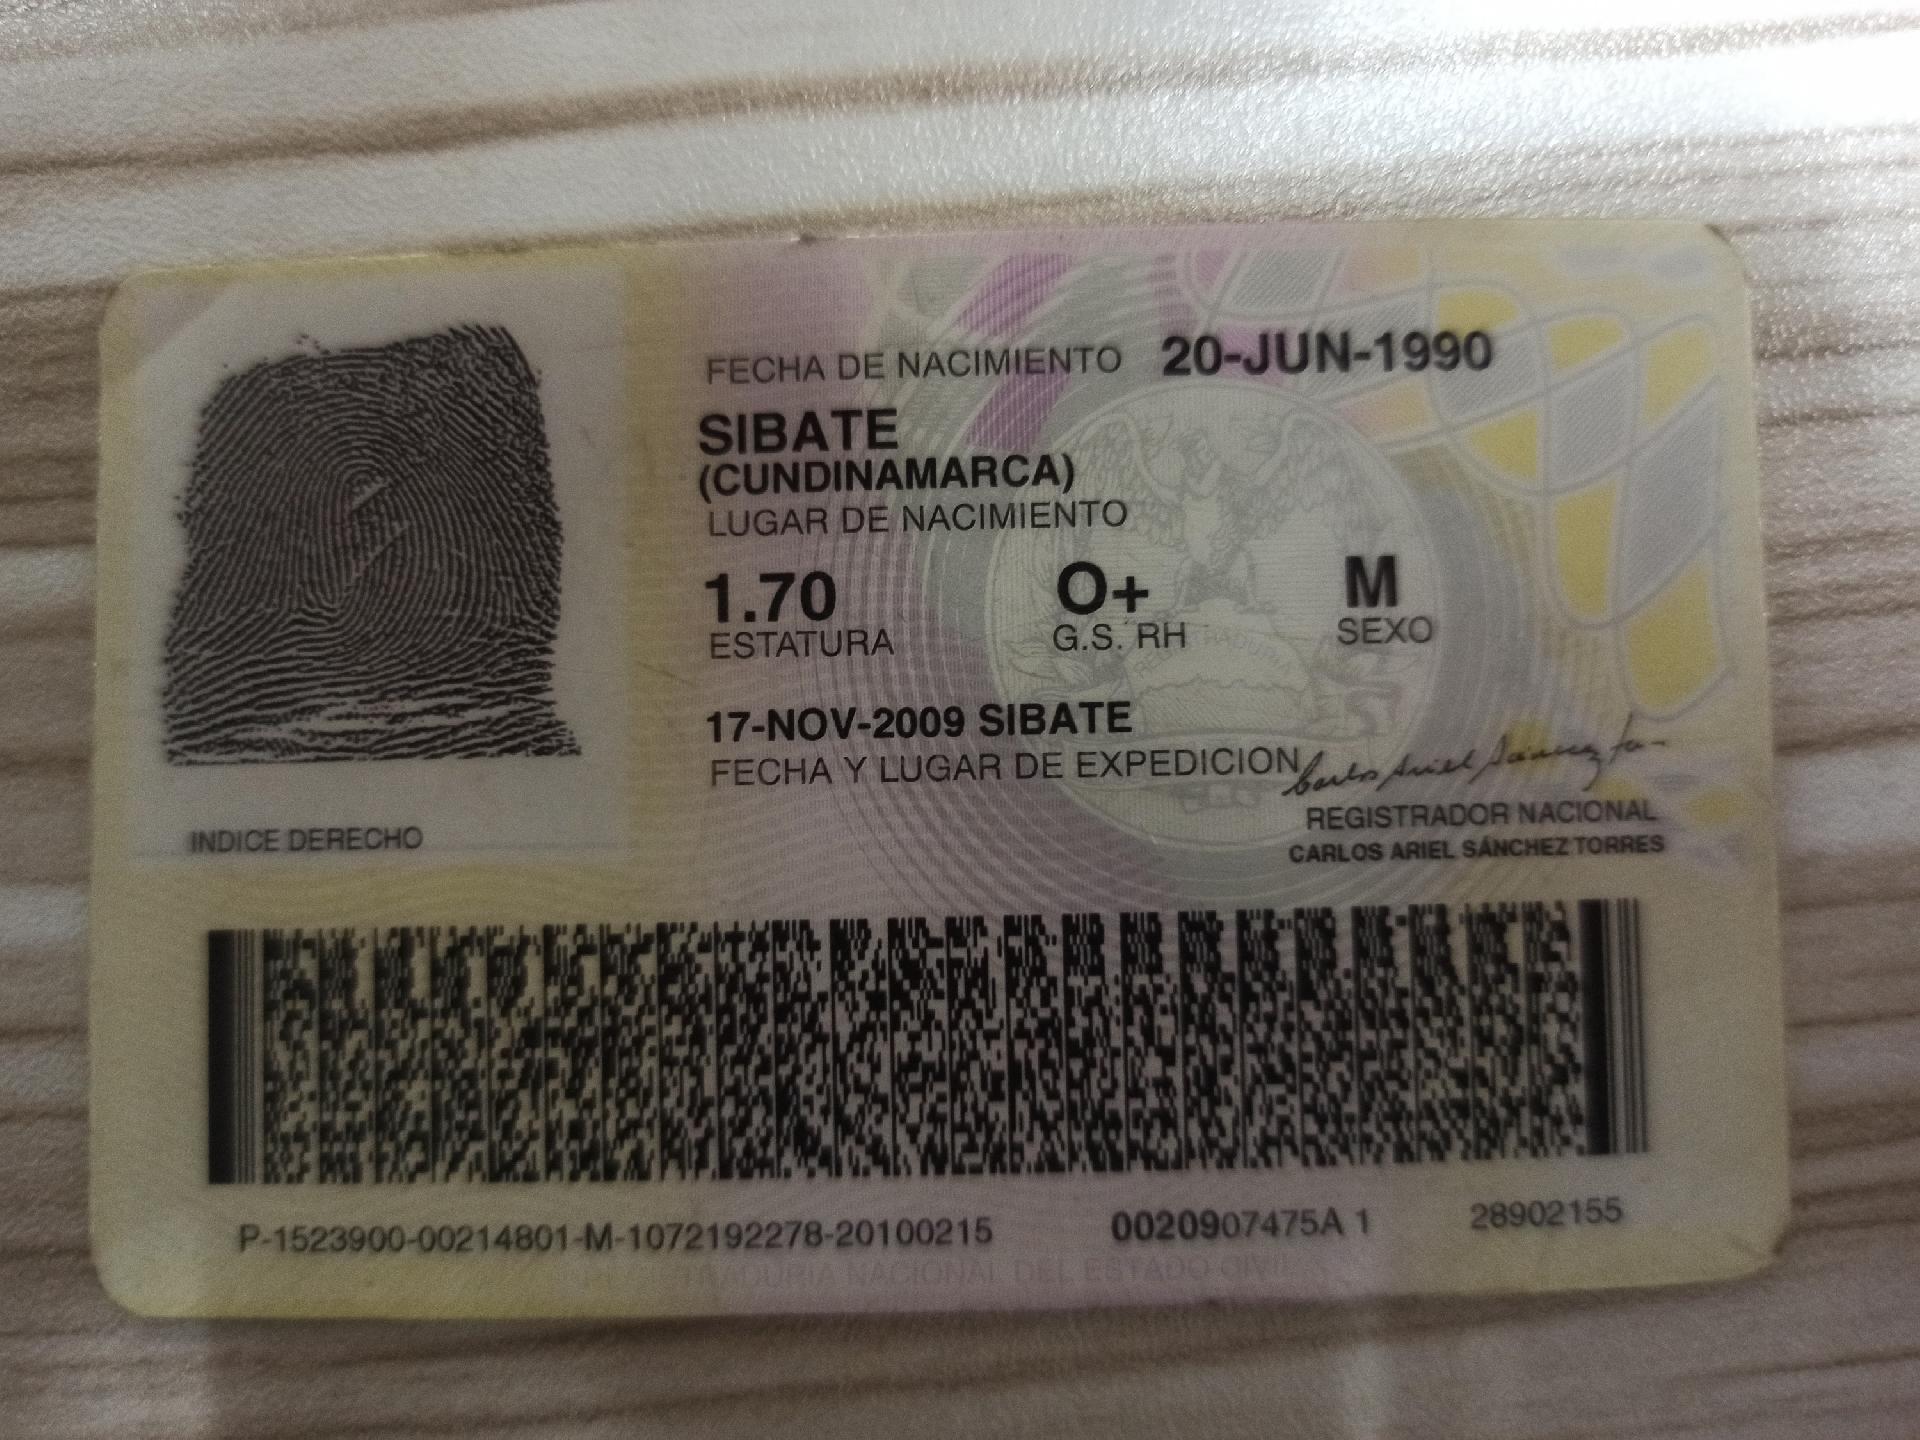 FECHA DE NACIMIENTO 20-JUN-1990
SIBATE
(CUNDINAMARCA)
LUGAR DE NACIMIENTO
1.70 O+ M
ESTATURA G.S. RH SEXO
17-NOV-2009 SIBATE
FECHA Y LUGAR DE EXPEDICION
Carlos Ariel Sánchez
REGISTRADOR NACIONAL
CARLOS ARIEL SÁNCHEZ TORRES
INDICE DERECHO
P-1523900-00214801-M-1072192278-20100215 0020907475A 1 28902155
REGISTRADURIA NACIONAL DEL ESTADO CIVIL